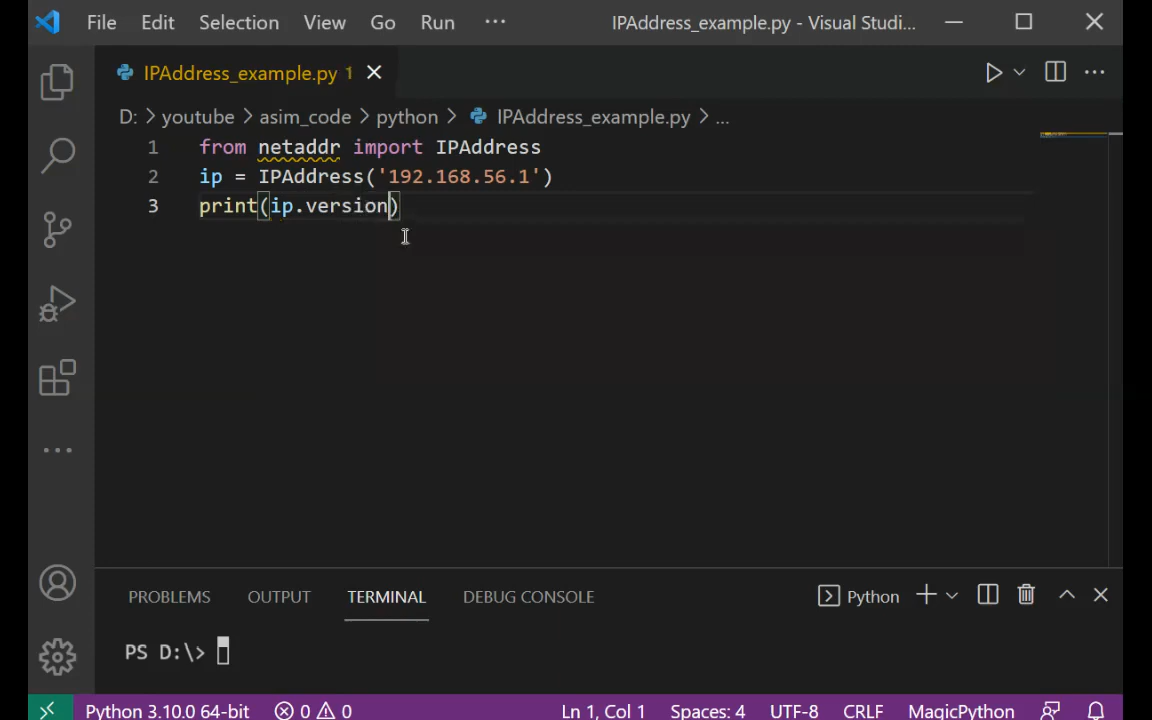 File Edit Selection View Go Run ··· IPAddress_example.py - Visual Studi...
IPAddress_example.py 1
D: > youtube > asim_code > python > IPAddress_example.py > ...
1 from netaddr import IPAddress
2 ip = IPAddress('192.168.56.1')
3 print(ip.version)
PROBLEMS OUTPUT TERMINAL DEBUG CONSOLE Python
PS D:\>
Python 3.10.0 64-bit 0 0 Ln 1, Col 1 Spaces: 4 UTF-8 CRLF MagicPython